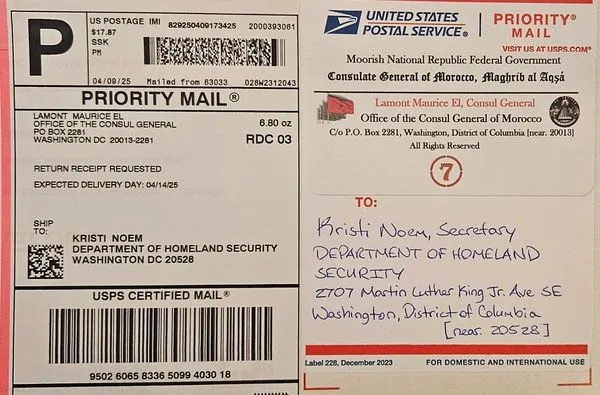 P
US POSTAGE IMI
829250409173425
2000393061
$17.87
SSK
PM
04/09/25
Mailed from 63033
028W2312043
PRIORITY MAIL®
LAMONT MAURICE EL
OFFICE OF THE CONSUL GENERAL
PO BOX 2281
WASHINGTON DC 20013-2281
6.80 oz
RDC 03
RETURN RECEIPT REQUESTED
EXPECTED DELIVERY DAY: 04/14/25
SHIP
TO:
KRISTI NOEM
DEPARTMENT OF HOMELAND SECURITY
WASHINGTON DC 20528
USPS CERTIFIED MAIL®
9502 6065 8336 5099 4030 18
UNITED STATES
POSTAL SERVICE®
PRIORITY®
MAIL
VISIT US AT USPS.COM®
Moorish National Republic Federal Government
Consulate General of Morocco, Maghrib al Aqşá
Lamont Maurice El, Consul General
Office of the Consul General of Morocco
C/o P.O. Box 2281, Washington, District of Columbia [near. 20013]
All Rights Reserved
7
TO:
Kristi Noem, Secretary
DEPARTMENT OF HOMELAND
SECURITY
2707 Martin Luther King Jr. Ave SE
Washington, District of Columbia
[near. 20528]
Label 228, December 2023
FOR DOMESTIC AND INTERNATIONAL USE